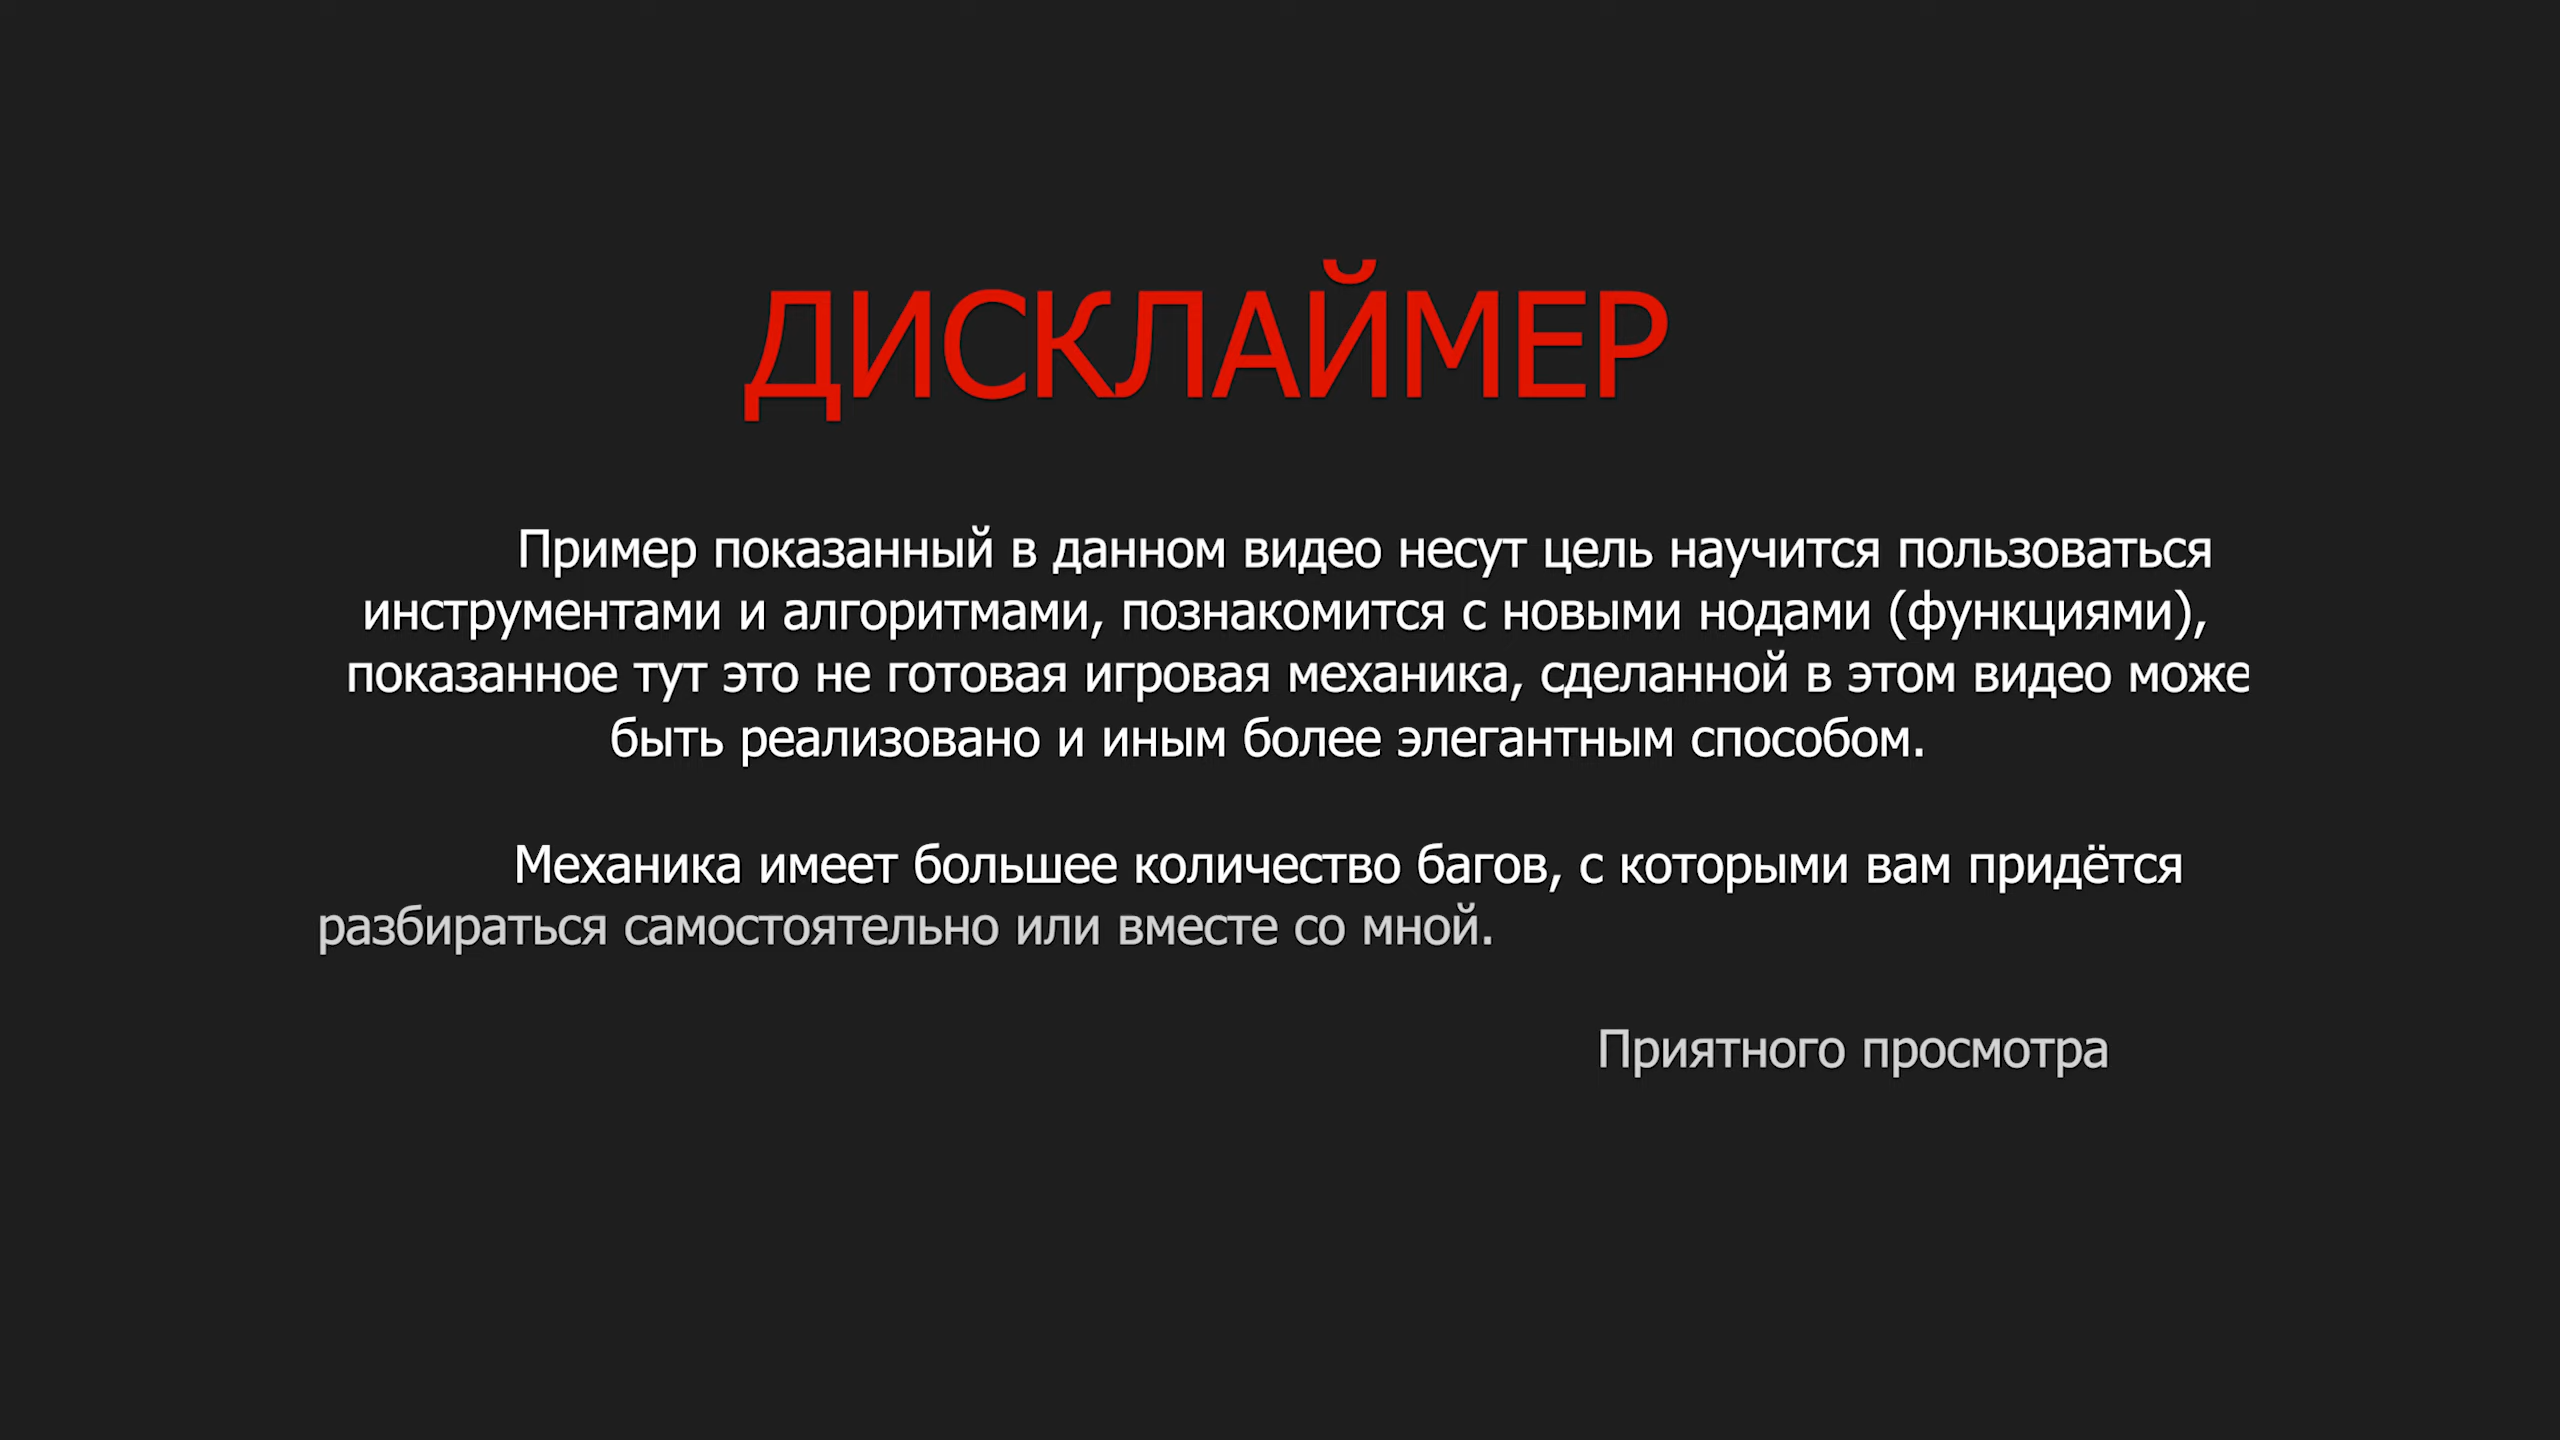 ДИСКЛАЙМЕР
Пример показанный в данном видео несут цель научится пользоваться
инструментами и алгоритмами, познакомится с новыми нодами (функциями),
показанное тут это не готовая игровая механика, сделанной в этом видео може
быть реализовано и иным более элегантным способом.
Механика имеет большее количество багов, с которыми вам придётся
разбираться самостоятельно или вместе со мной.
Приятного просмотра